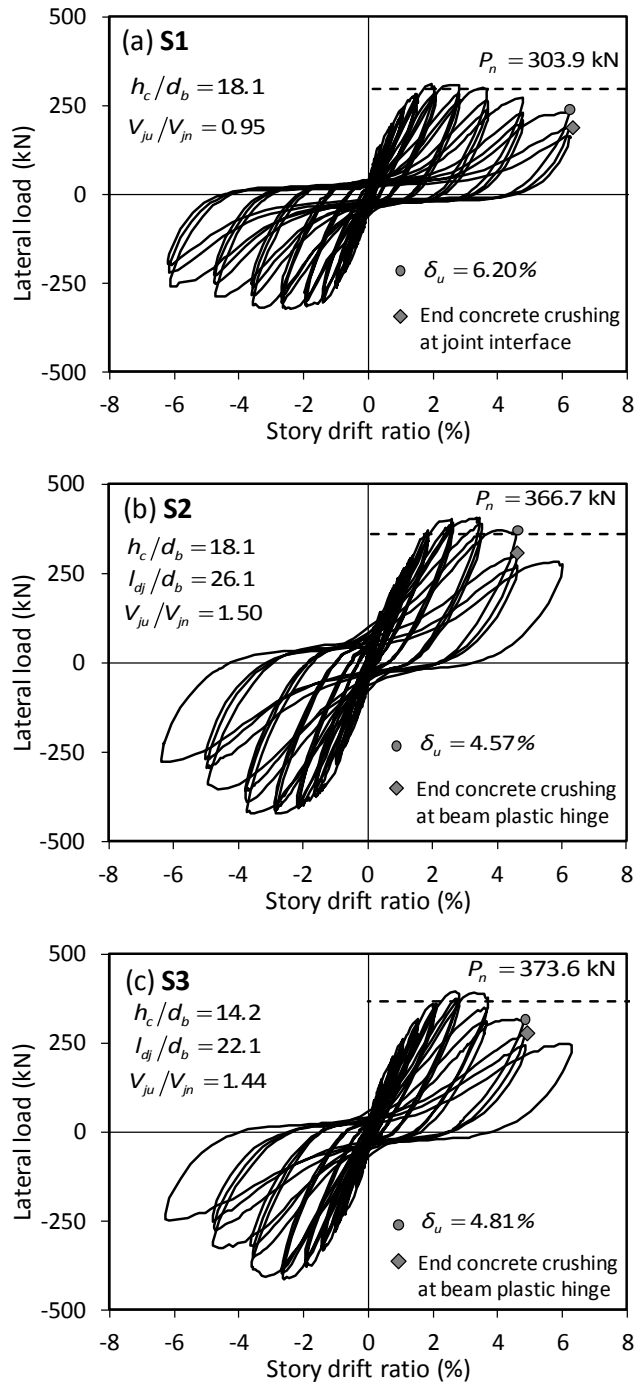 (a) S1
P_n = 303.9 kN
h_c/d_b = 18.1
V_ju/V_jn = 0.95
500
250
0
-250
-500
Lateral load (kN)
δ_u = 6.20%
End concrete crushing
at joint interface
-8 -6 -4 -2 0 2 4 6 8
Story drift ratio (%)
(b) S2
P_n = 366.7 kN
h_c/d_b = 18.1
l_dj/d_b = 26.1
V_ju/V_jn = 1.50
500
250
0
-250
-500
Lateral load (kN)
δ_u = 4.57%
End concrete crushing
at beam plastic hinge
-8 -6 -4 -2 0 2 4 6 8
Story drift ratio (%)
(c) S3
P_n = 373.6 kN
h_c/d_b = 14.2
l_dj/d_b = 22.1
V_ju/V_jn = 1.44
500
250
0
-250
-500
Lateral load (kN)
δ_u = 4.81%
End concrete crushing
at beam plastic hinge
-8 -6 -4 -2 0 2 4 6 8
Story drift ratio (%)